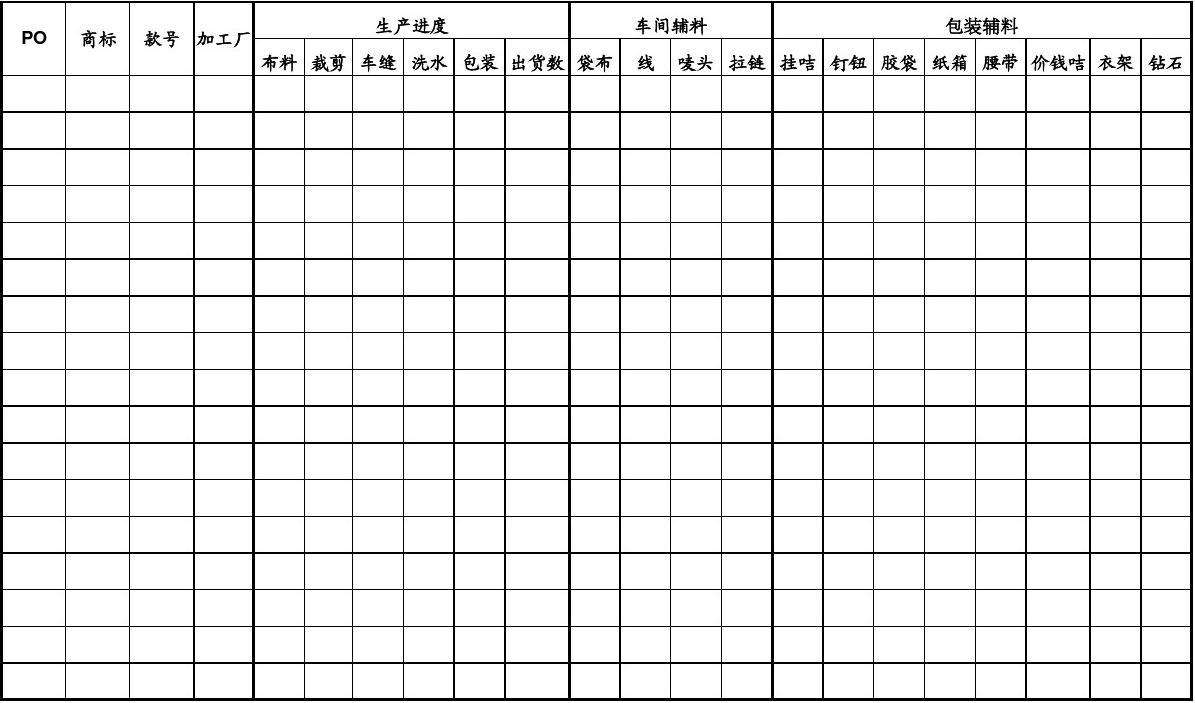 PO 商标 款号 加工厂 生产进度 车间辅料 包装辅料
布料 裁剪 车缝 洗水 包装 出货数 袋布 线 唛头 拉链 挂咭 钉钮 胶袋 纸箱 腰带 价钱咭 衣架 钻石